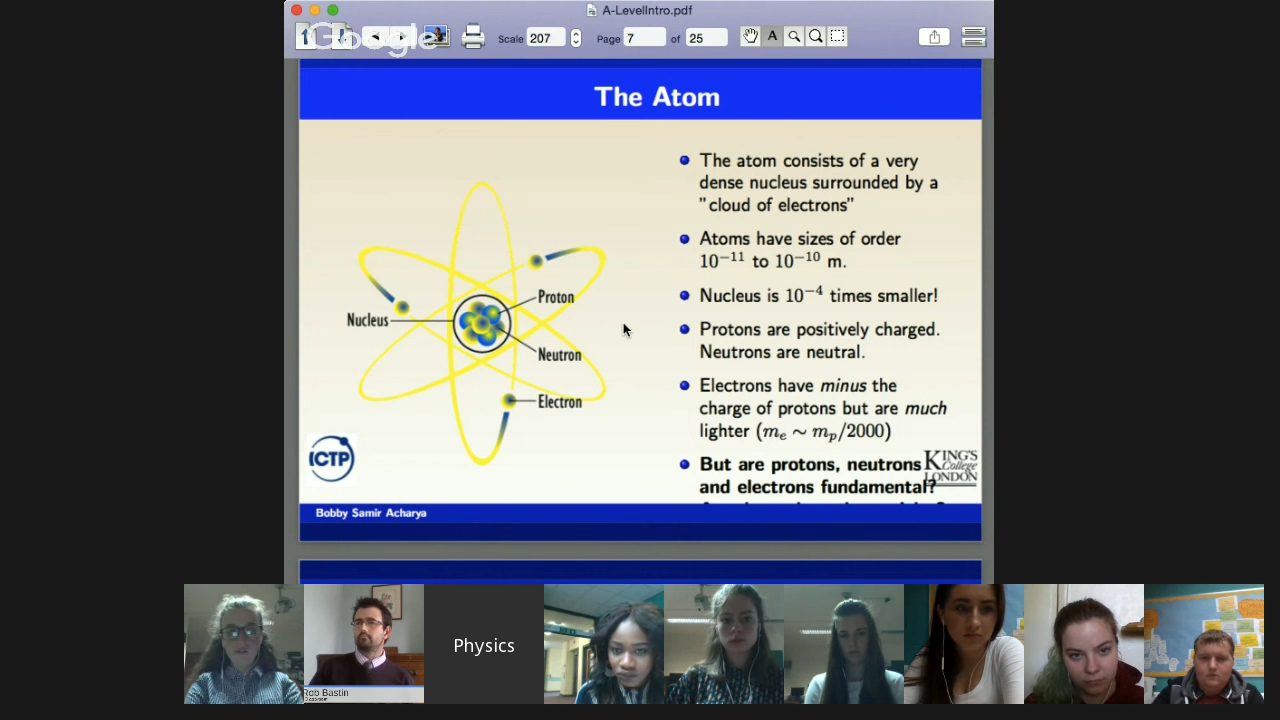 A-LevelIntro.pdf
Google
Scale 207 Page 7 of 25
A
The Atom
The atom consists of a very
dense nucleus surrounded by a
"cloud of electrons"
Atoms have sizes of order
10⁻¹¹ to 10⁻¹⁰ m.
Nucleus is 10⁻⁴ times smaller!
Protons are positively charged.
Neutrons are neutral.
Electrons have minus the
charge of protons but are much
lighter (mₑ ∼ mₚ/2000)
But are protons, neutrons
and electrons fundamental?
Proton
Nucleus
Neutron
Electron
ICTP
KING'S
College
LONDON
Bobby Samir Acharya
Physics
Rob Bastin